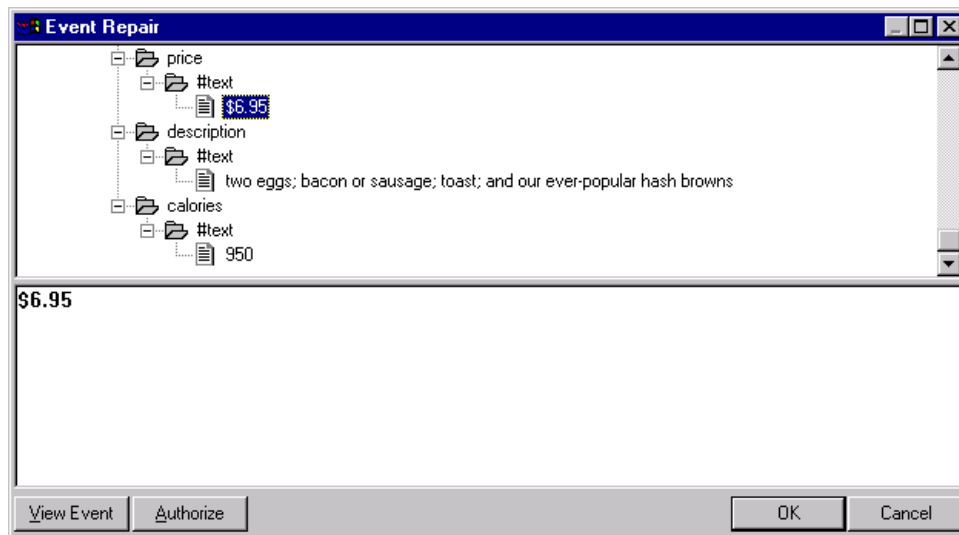 Event Repair
price
#text
$6.95
description
#text
two eggs; bacon or sausage; toast; and our ever-popular hash browns
calories
#text
950
$6.95
View Event Authorize OK Cancel